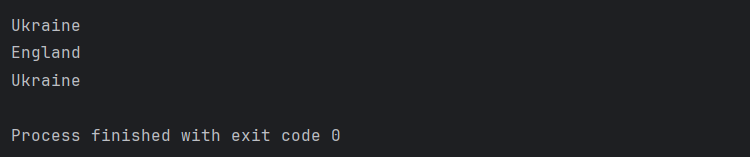 Ukraine
England
Ukraine
Process finished with exit code 0